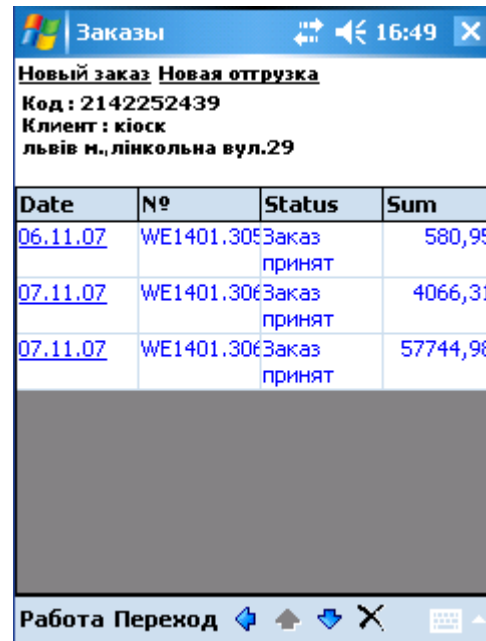 Заказы 16:49
Новый заказ Новая отгрузка
Код : 2142252439
Клиент : кіоск
львів м.,лінкольна вул.29
Date Nº Status Sum
06.11.07 WE1401.305 Заказ 580,95
принят
07.11.07 WE1401.306 Заказ 4066,31
принят
07.11.07 WE1401.306 Заказ 57744,98
принят
Работа Переход